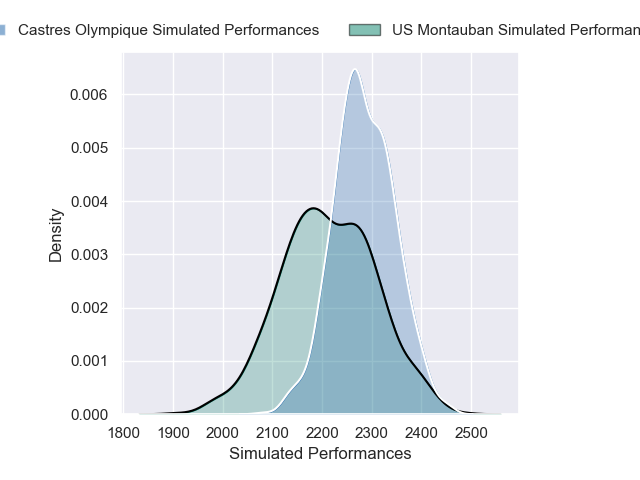 Castres Olympique Simulated Performances US Montauban Simulated Performan
0.006
0.005
0.004
0.003
0.002
0.001
0.000
Density
1800 1900 2000 2100 2200 2300 2400 2500
Simulated Performances